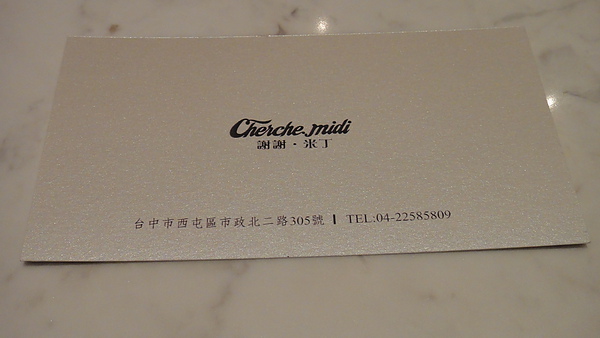 Cherche midi
謝謝·米丁
台中市西屯區市政北二路305號 | TEL:04-22585809